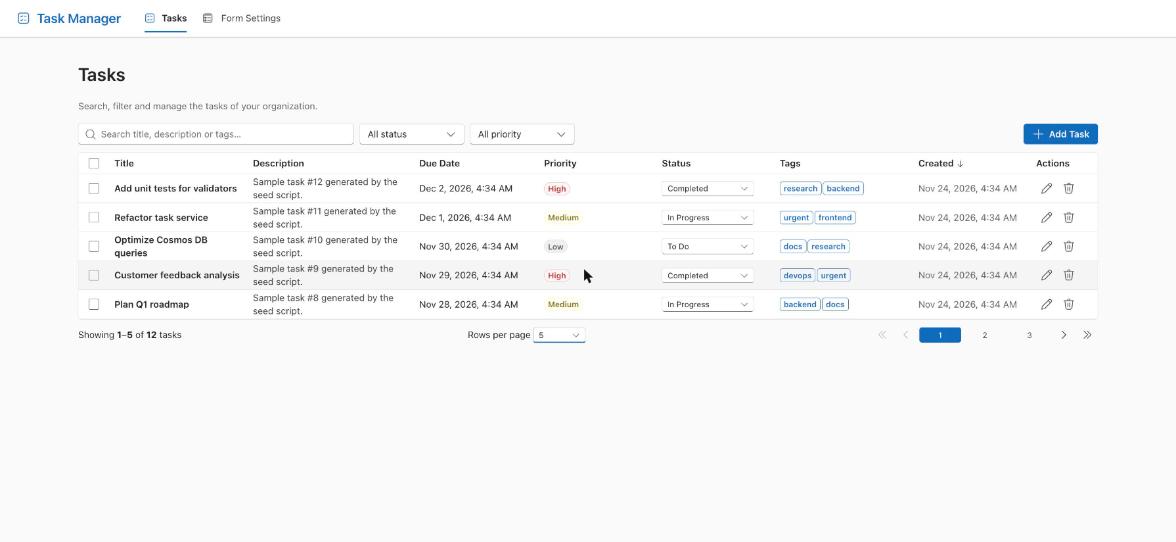 Task Manager
Tasks
Form Settings
Tasks
Search, filter and manage the tasks of your organization.
Search title, description or tags...
All status
All priority
Add Task
Title Description Due Date Priority Status Tags Created ↓ Actions
Add unit tests for validators
Sample task #12 generated by the
seed script.
Dec 2, 2026, 4:34 AM
High
Completed
research backend
Nov 24, 2026, 4:34 AM
Refactor task service
Sample task #11 generated by the
seed script.
Dec 1, 2026, 4:34 AM
Medium
In Progress
urgent frontend
Nov 24, 2026, 4:34 AM
Optimize Cosmos DB
queries
Sample task #10 generated by the
seed script.
Nov 30, 2026, 4:34 AM
Low
To Do
docs research
Nov 24, 2026, 4:34 AM
Customer feedback analysis
Sample task #9 generated by the
seed script.
Nov 29, 2026, 4:34 AM
High
Completed
devops urgent
Nov 24, 2026, 4:34 AM
Plan Q1 roadmap
Sample task #8 generated by the
seed script.
Nov 28, 2026, 4:34 AM
Medium
In Progress
backend docs
Nov 24, 2026, 4:34 AM
Showing 1–5 of 12 tasks
Rows per page 5
1 2 3